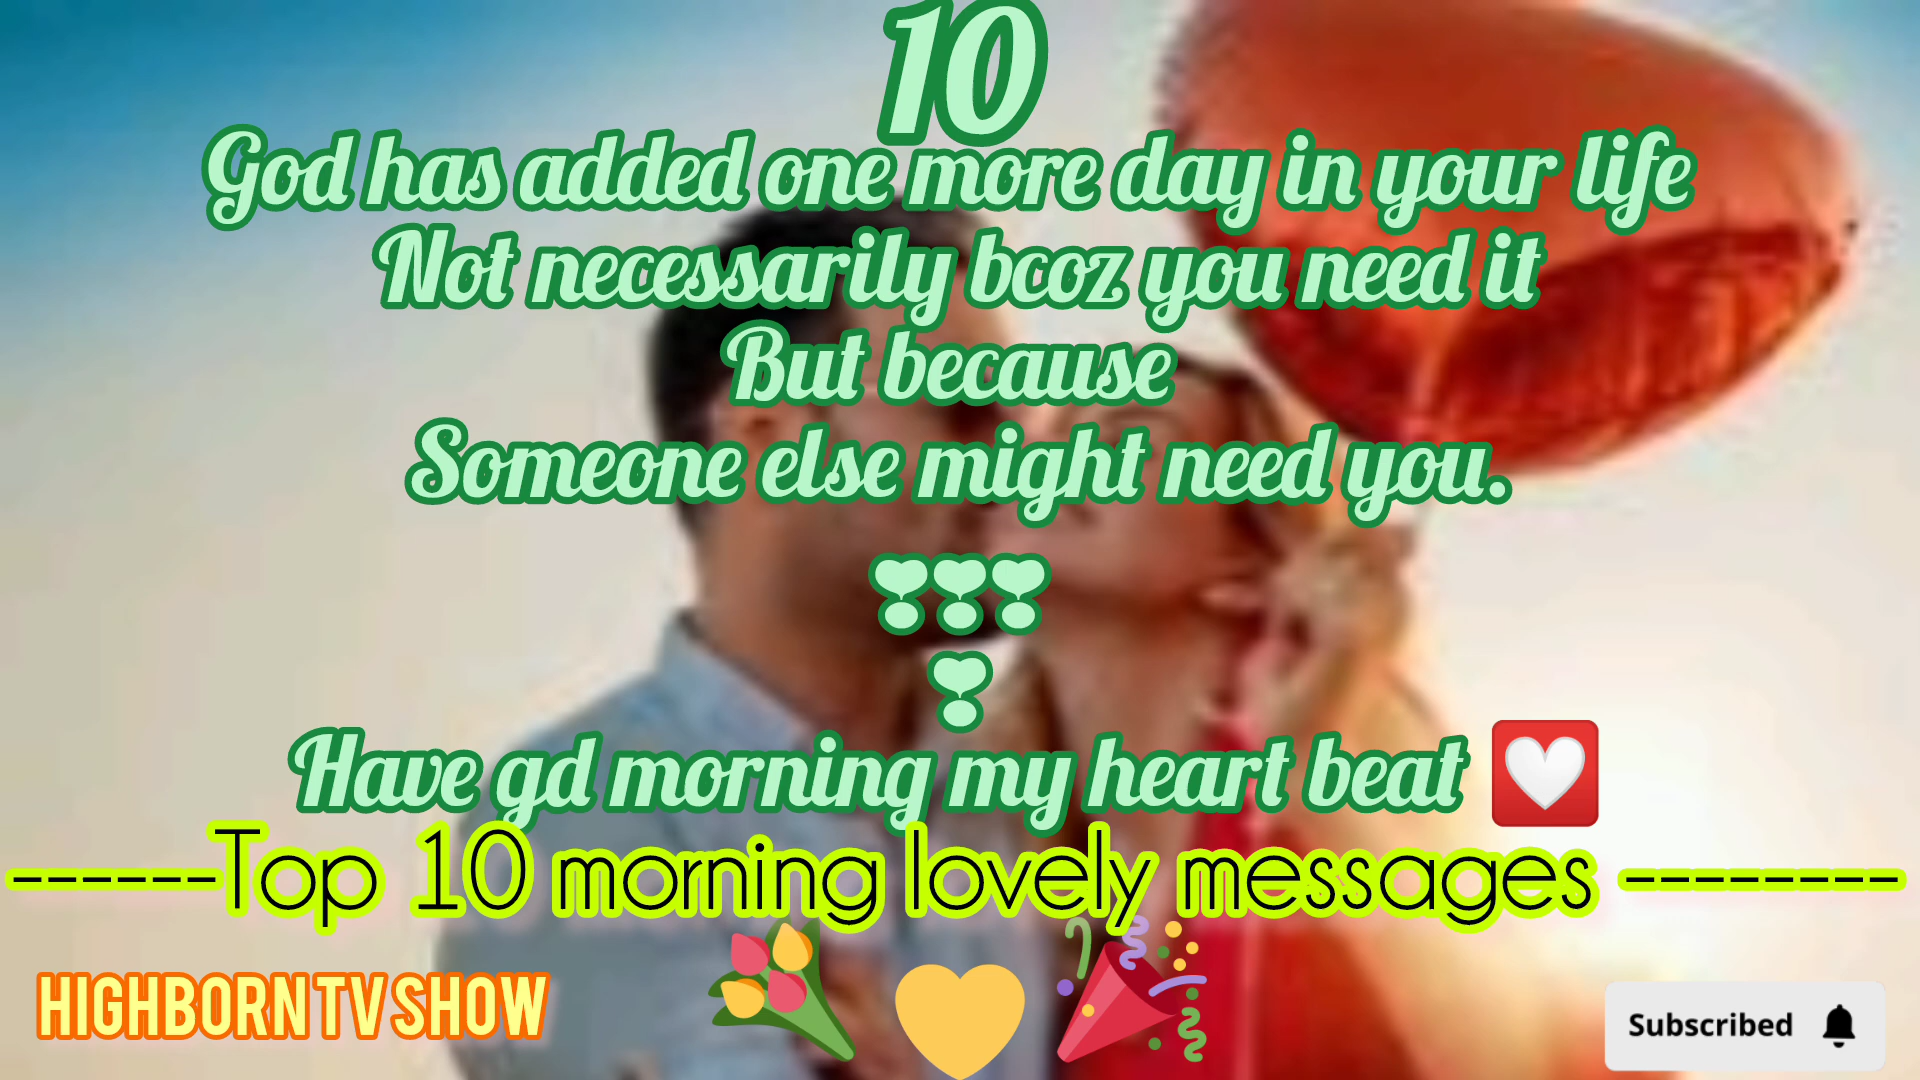 10
God has added one more day in your life
Not necessarily bcoz you need it
But because
Someone else might need you.
❣❣❣
❣
Have gd morning my heart beat 💟
------Top 10 morning lovely messages --------
HIGHBORN TV SHOW
Subscribed